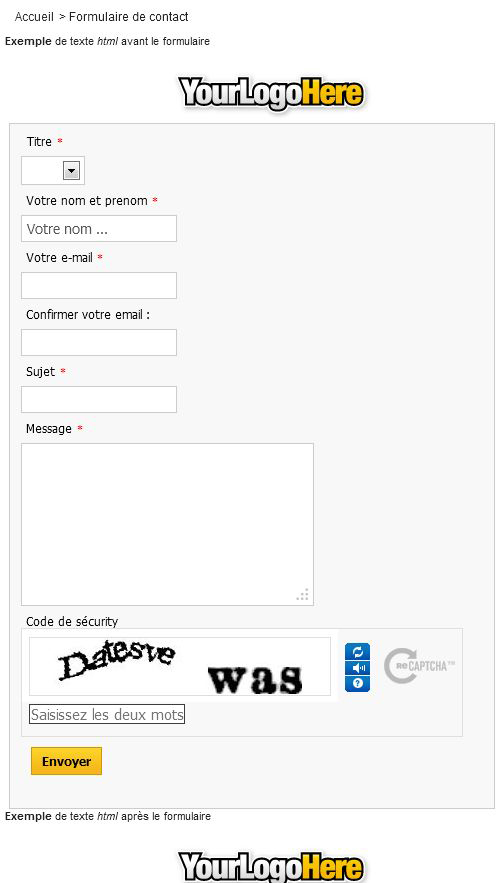 Accueil > Formulaire de contact
Exemple de texte html avant le formulaire
YourLogoHere
Titre *
Votre nom et prenom *
Votre nom ...
Votre e-mail *
Confirmer votre email :
Sujet *
Message *
Code de sécurity
Datesve was
reCAPTCHA™
Saisissez les deux mots
Envoyer
Exemple de texte html après le formulaire
YourLogoHere